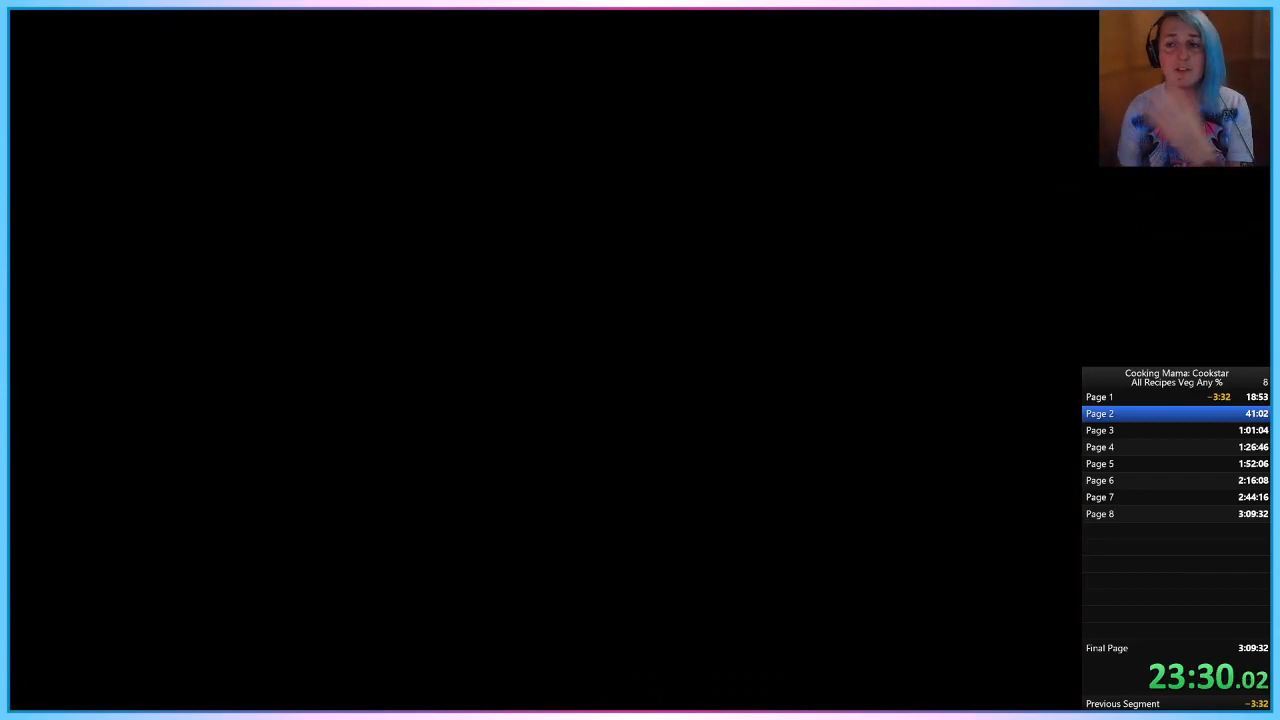 Cooking Mama: Cookstar
All Recipes Veg Any % 8
Page 1 −3:32 18:53
Page 2 41:02
Page 3 1:01:04
Page 4 1:26:46
Page 5 1:52:06
Page 6 2:16:08
Page 7 2:44:16
Page 8 3:09:32
Final Page 3:09:32
23:30.02
Previous Segment −3:32